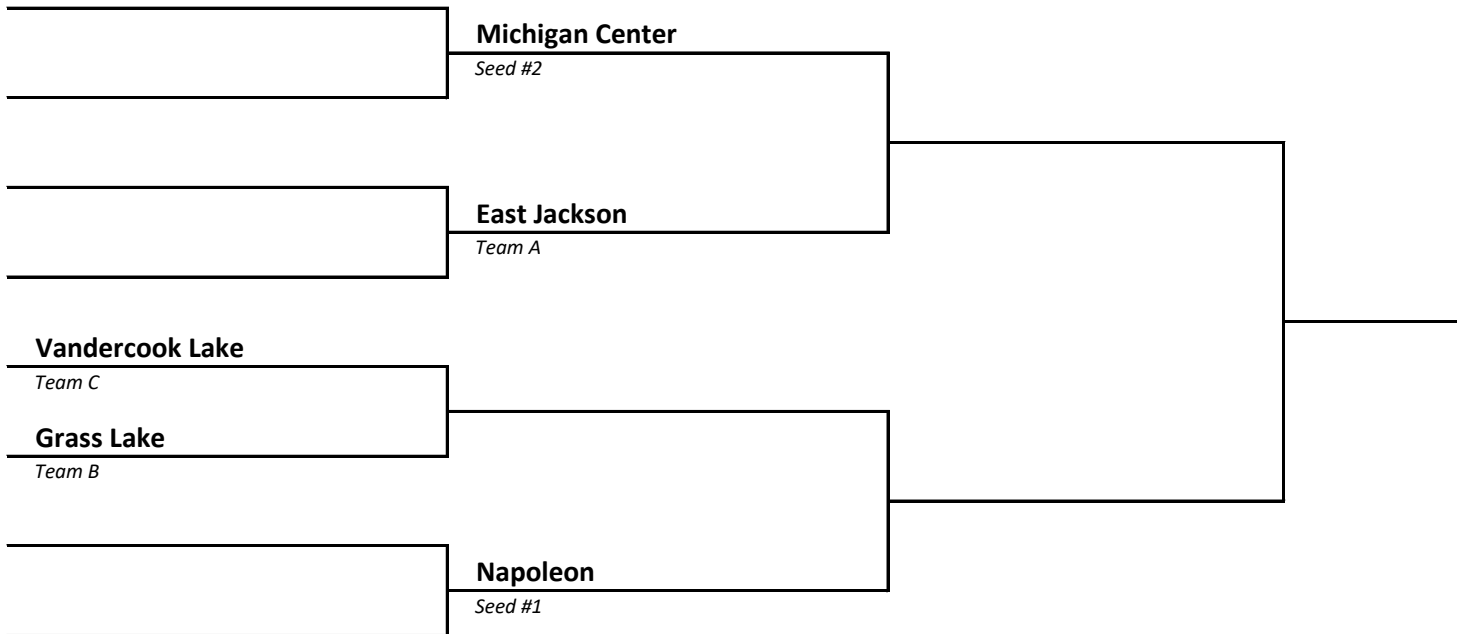 Michigan Center
Seed #2
East Jackson
Team A
Vandercook Lake
Team C
Grass Lake
Team B
Napoleon
Seed #1